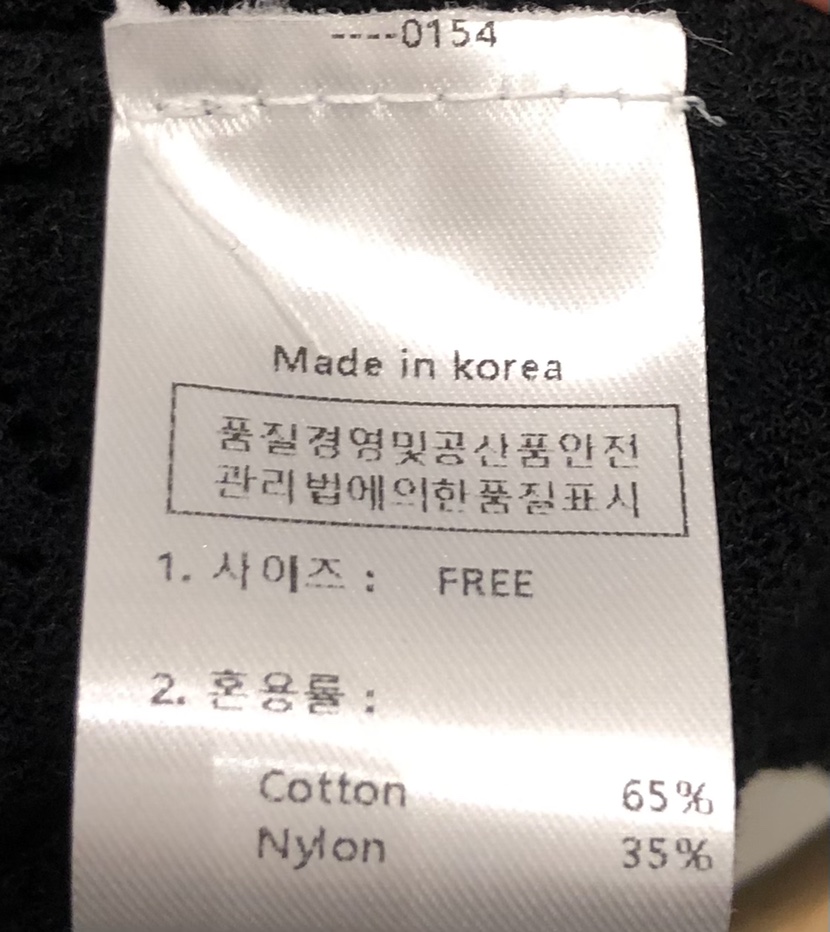 ----0154
Made in korea
품질경영및공산품안전
관리법에의한품질표시
1. 사이즈 : FREE
2. 혼용률 :
Cotton 65%
Nylon 35%